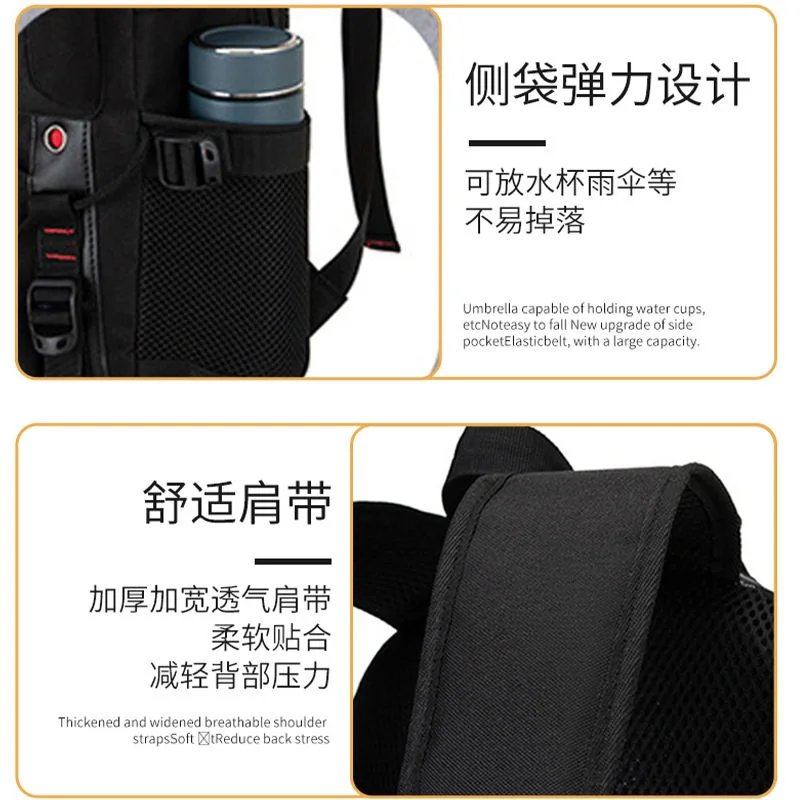 侧袋弹力设计
可放水杯雨伞等
不易掉落
Umbrella capable of holding water cups,
etcNoteasy to fall New upgrade of side
pocketElasticbelt, with a large capacity.
舒适肩带
加厚加宽透气肩带
柔软贴合
减轻背部压力
Thickened and widened breathable shoulder
strapsSoft tReduce back stress